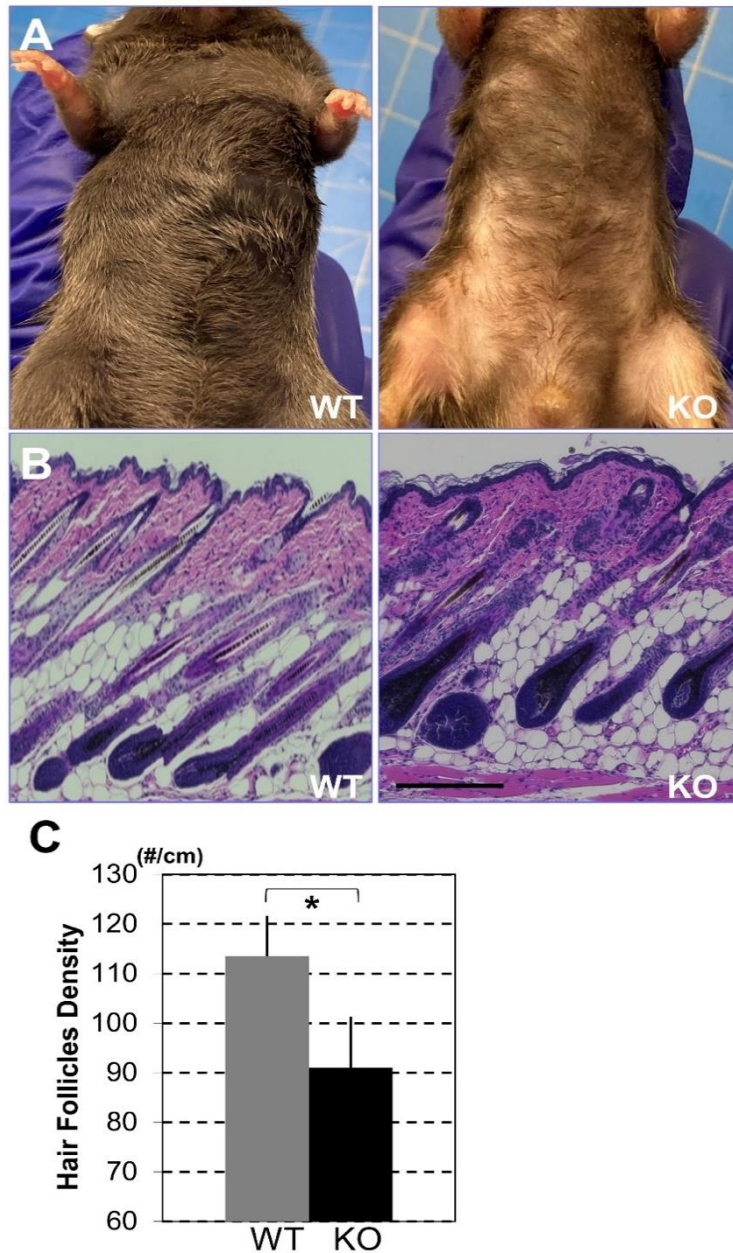 A
WT
KO
B
WT
KO
C
(#/cm)
Hair Follicles Density
130
120
110
100
90
80
70
60
*
WT
KO